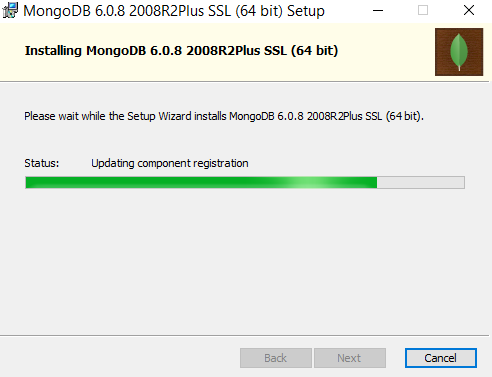 MongoDB 6.0.8 2008R2Plus SSL (64 bit) Setup
Installing MongoDB 6.0.8 2008R2Plus SSL (64 bit)
Please wait while the Setup Wizard installs MongoDB 6.0.8 2008R2Plus SSL (64 bit).
Status: Updating component registration
Back Next Cancel